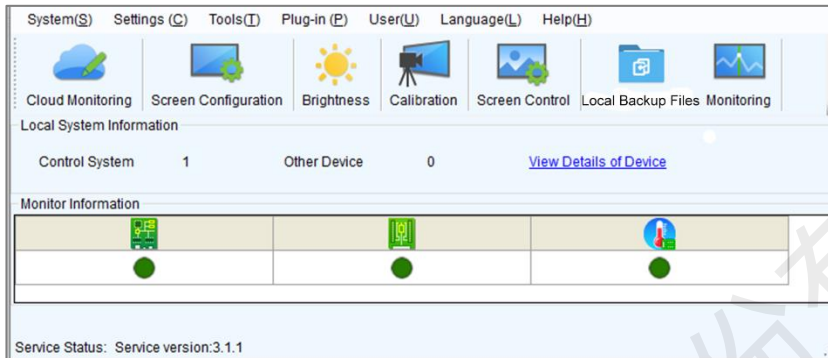 System(S) Settings (C) Tools(T) Plug-in (P) User(U) Language(L) Help(H)
Cloud Monitoring Screen Configuration Brightness Calibration Screen Control Local Backup Files Monitoring
Local System Information
Control System 1 Other Device 0 View Details of Device
Monitor Information
Service Status: Service version:3.1.1